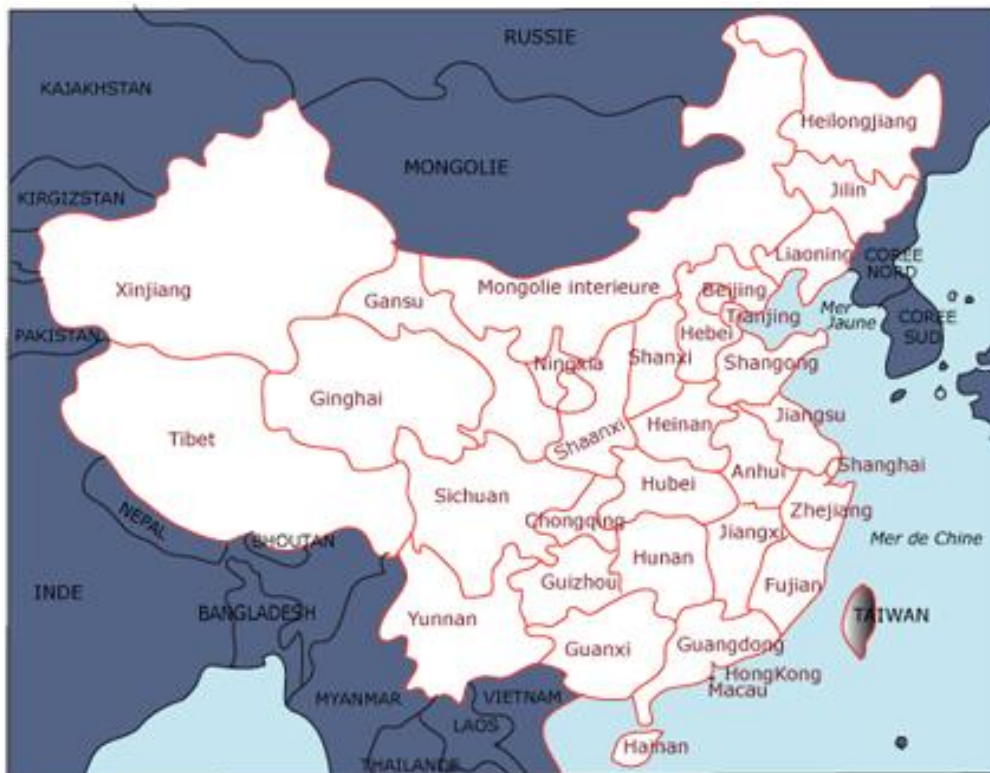 RUSSIE
KAJAKHSTAN
Heilongjiang
MONGOLIE
KIRGIZSTAN
Jilin
Liaoning
COREE
NORD
Xinjiang
Gansu
Mongolie interieure
Beijing
Tianjing
Mer
Jaune
COREE
SUD
PAKISTAN
Hebei
Ningxia
Shanxi
Shangong
Ginghai
Jiangsu
Tibet
Shaanxi
Heinan
Anhui
Shanghai
Sichuan
Hubei
Zhejiang
NEPAL
BHOUTAN
Chongqing
Jiangxi
Mer de Chine
Hunan
INDE
Guizhou
Fujian
BANGLADESH
Yunnan
TAIWAN
Guanxi
Guangdong
HongKong
Macau
MYANMAR
VIETNAM
LAOS
Hainan
THAILANDE